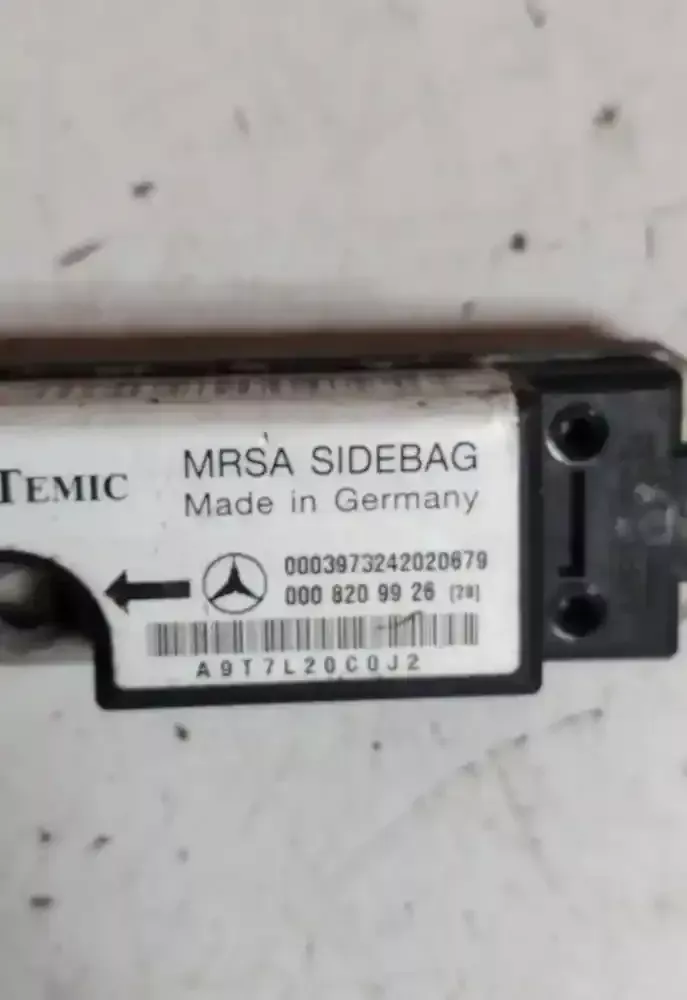 TEMIC
MRSA SIDEBAG
Made in Germany
0003973242020679
000 820 99 26 [28]
A9T7L20C0J2